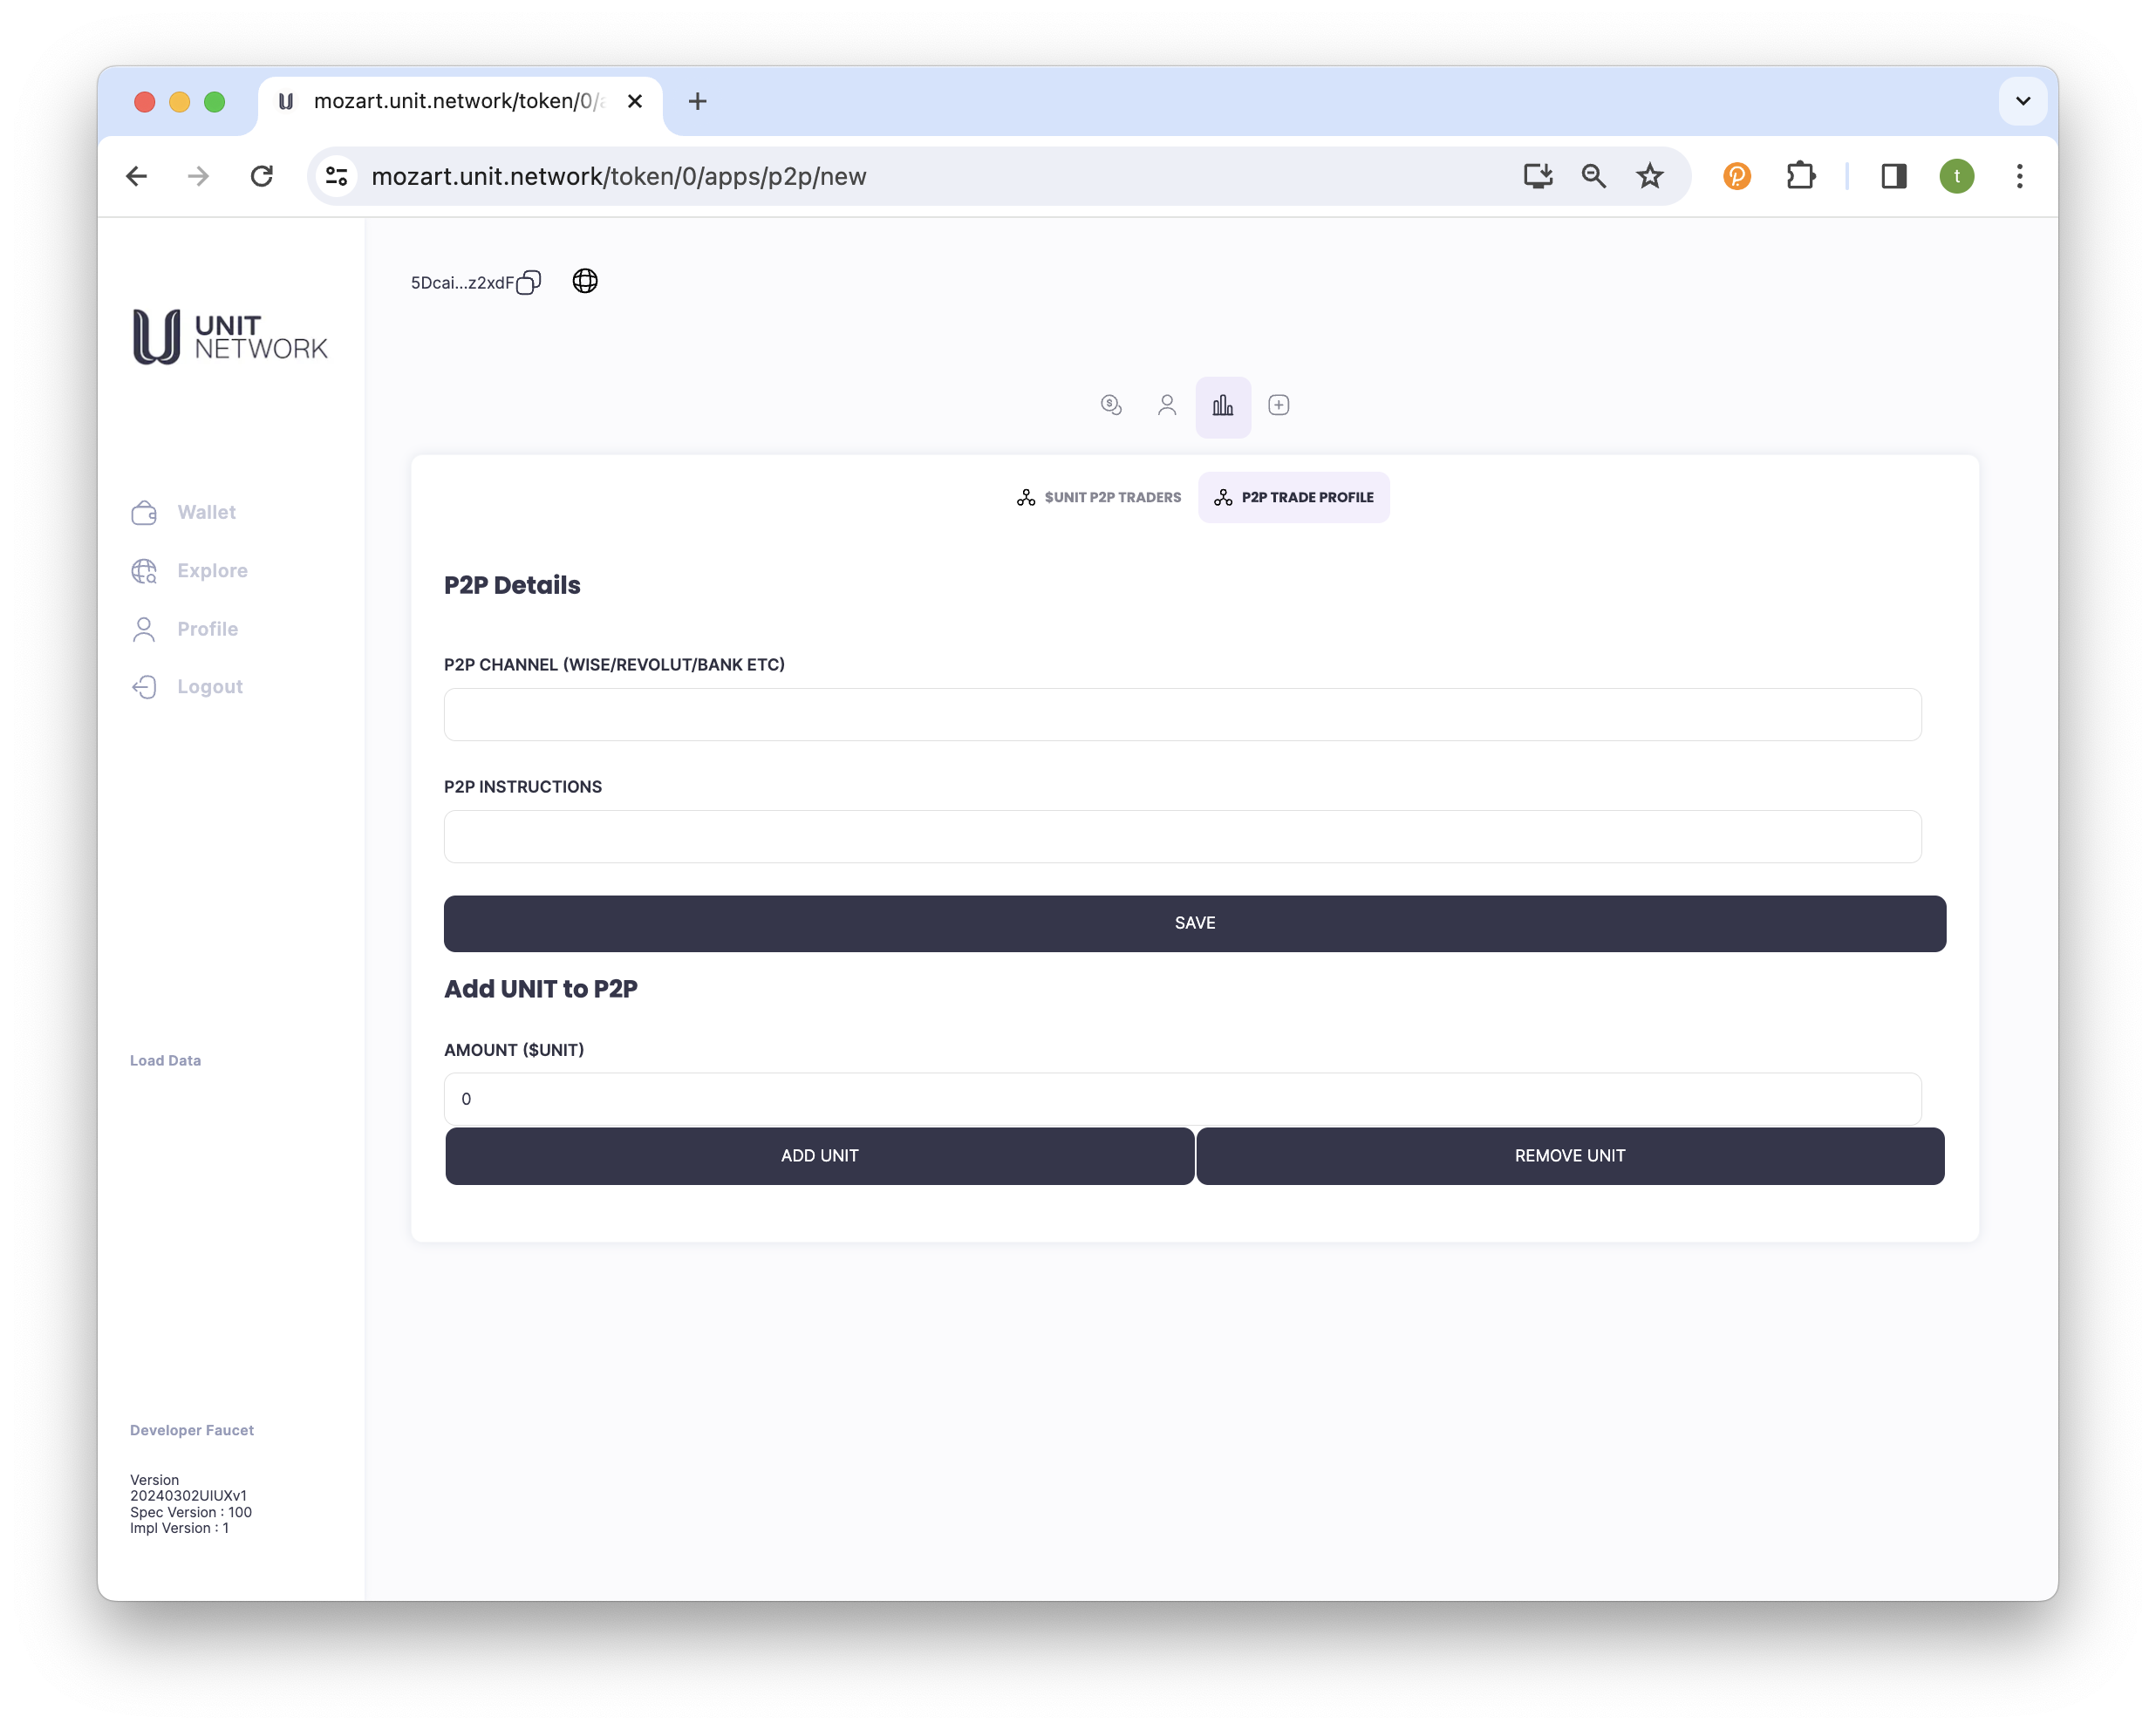 mozart.unit.network/token/0/a
mozart.unit.network/token/0/apps/p2p/new
t
5Dcai...z2xdF
UNIT
NETWORK
Wallet
Explore
Profile
Logout
Load Data
Developer Faucet
Version
20240302UIUXv1
Spec Version : 100
Impl Version : 1
$UNIT P2P TRADERS
P2P TRADE PROFILE
P2P Details
P2P CHANNEL (WISE/REVOLUT/BANK ETC)
P2P INSTRUCTIONS
SAVE
Add UNIT to P2P
AMOUNT ($UNIT)
0
ADD UNIT
REMOVE UNIT